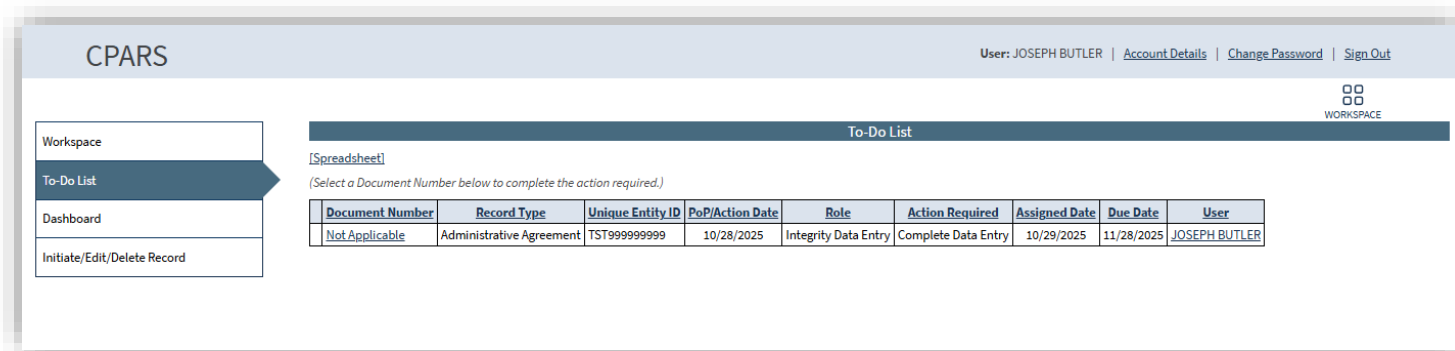 CPARS
User: JOSEPH BUTLER | Account Details | Change Password | Sign Out
WORKSPACE
Workspace
To-Do List
Dashboard
Initiate/Edit/Delete Record
To-Do List
[Spreadsheet]
(Select a Document Number below to complete the action required.)
Document Number Record Type Unique Entity ID PoP/Action Date Role Action Required Assigned Date Due Date User
Not Applicable Administrative Agreement TST999999999 10/28/2025 Integrity Data Entry Complete Data Entry 10/29/2025 11/28/2025 JOSEPH BUTLER